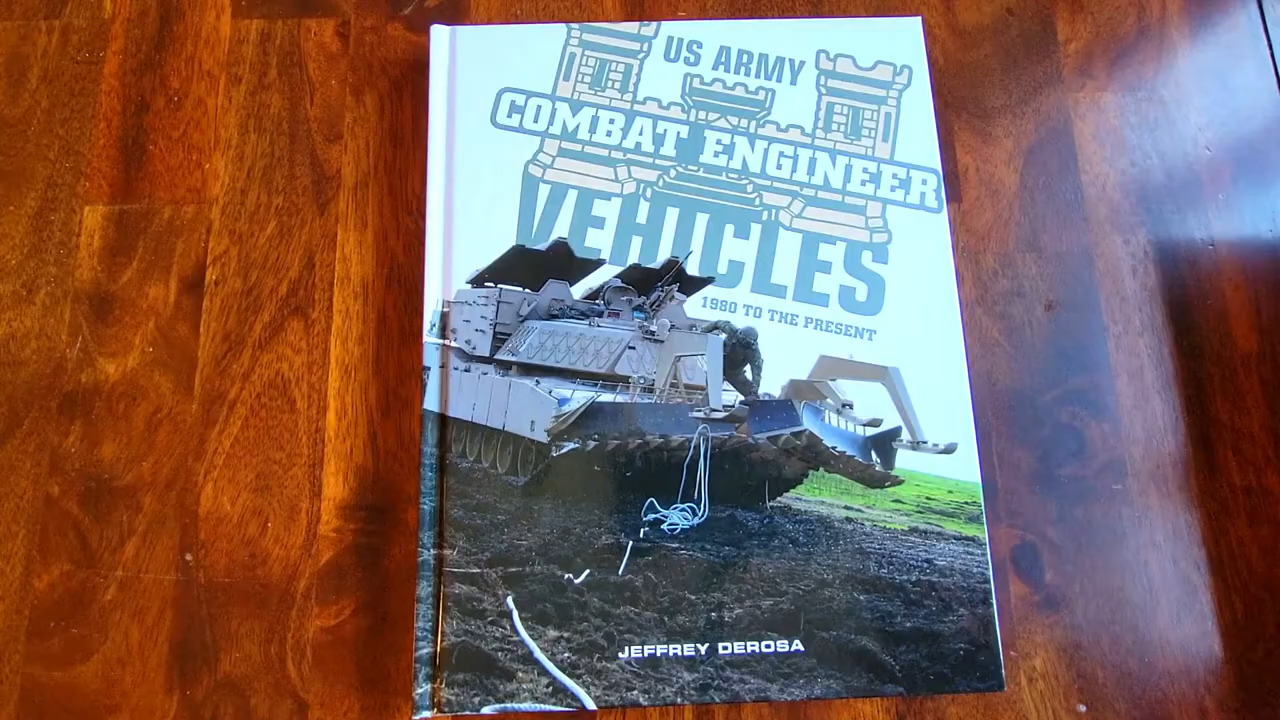 US ARMY
COMBAT ENGINEER
VEHICLES
1980 TO THE PRESENT
JEFFREY DEROSA